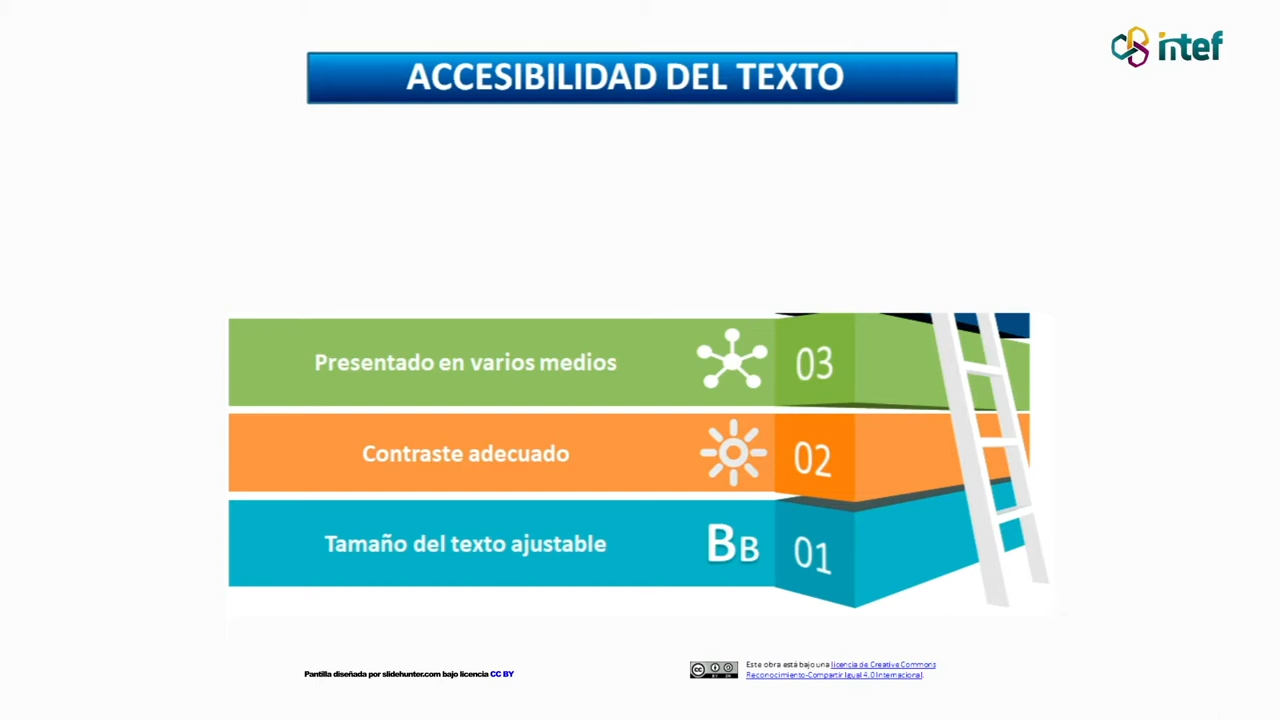 intef
ACCESIBILIDAD DEL TEXTO
Presentado en varios medios
03
Contraste adecuado
02
Tamaño del texto ajustable
BB
01
Pantilla diseñada por slidehunter.com bajo licencia CC BY
Este obra está bajo una licencia de Creative Commons
Reconocimiento-Compartir Igual 4.0 Internacional.